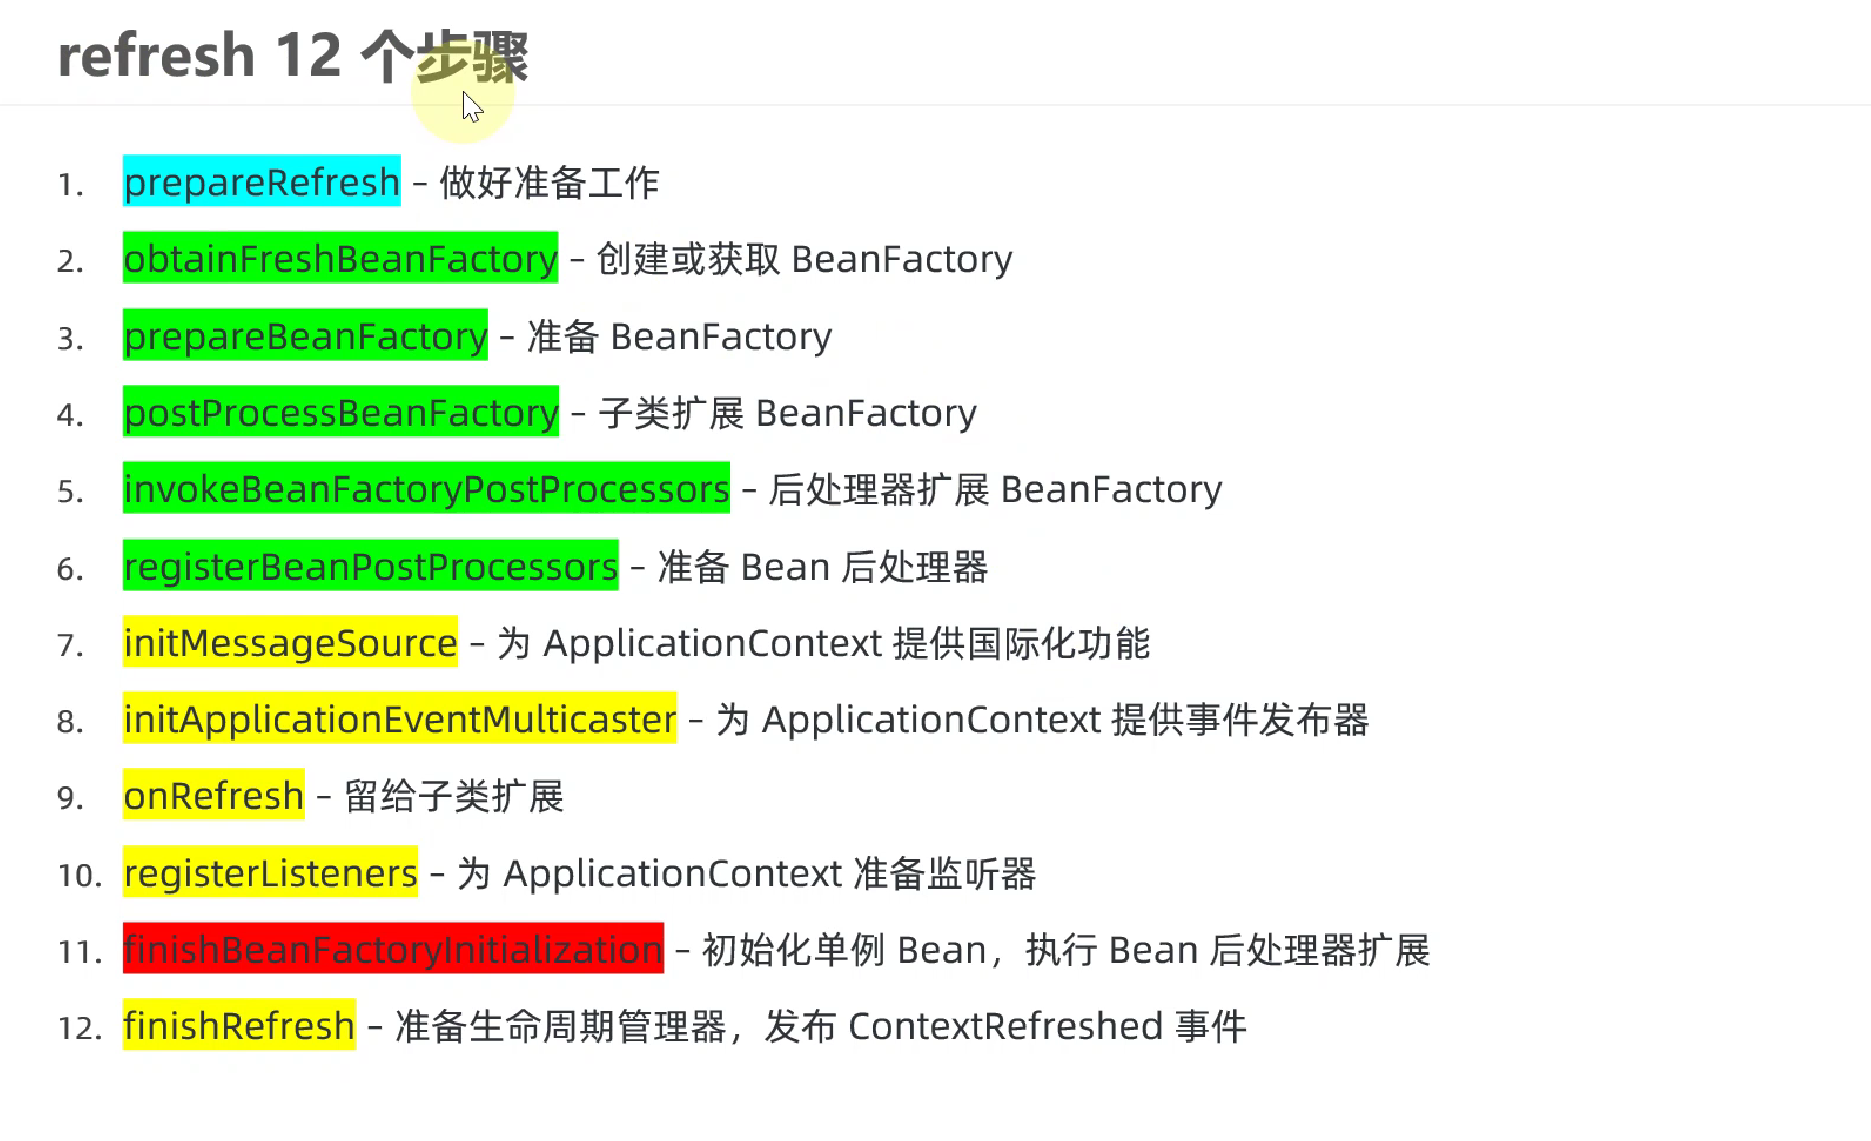 refresh 12 个步骤
1. prepareRefresh – 做好准备工作
2. obtainFreshBeanFactory – 创建或获取 BeanFactory
3. prepareBeanFactory – 准备 BeanFactory
4. postProcessBeanFactory – 子类扩展 BeanFactory
5. invokeBeanFactoryPostProcessors – 后处理器扩展 BeanFactory
6. registerBeanPostProcessors – 准备 Bean 后处理器
7. initMessageSource – 为 ApplicationContext 提供国际化功能
8. initApplicationEventMulticaster – 为 ApplicationContext 提供事件发布器
9. onRefresh – 留给子类扩展
10. registerListeners – 为 ApplicationContext 准备监听器
11. finishBeanFactoryInitialization – 初始化单例 Bean，执行 Bean 后处理器扩展
12. finishRefresh – 准备生命周期管理器，发布 ContextRefreshed 事件